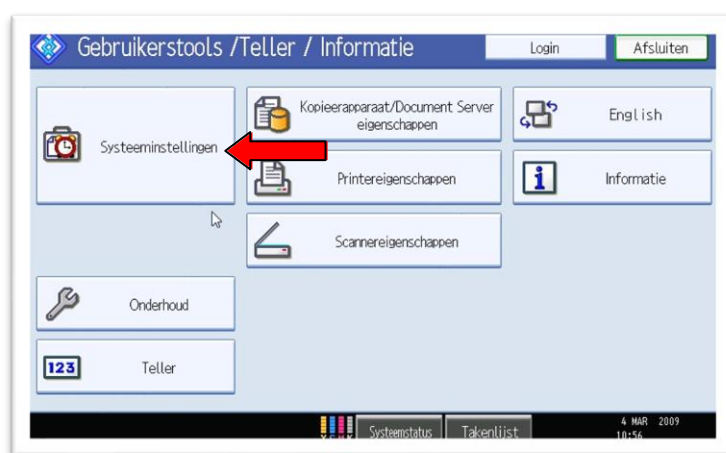 Gebruikerstools /Teller / Informatie
Login
Afsluiten
Systeeminstellingen
Kopieerapparaat/Document Server
eigenschappen
English
Printereigenschappen
Informatie
Scannereigenschappen
Onderhoud
123
Teller
Systeemstatus
Takenlijst
4 MAR 2009
10:56